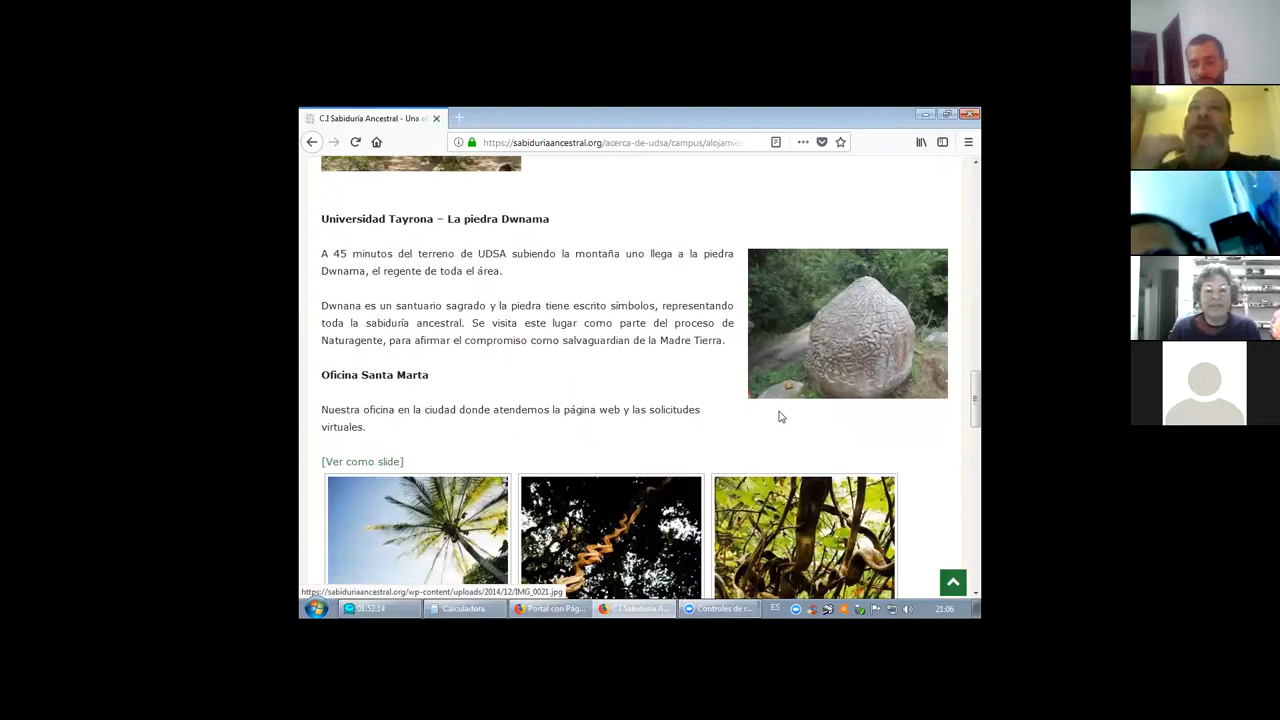 C.I Sabiduría Ancestral - Una of
https://sabiduriaancestral.org/acerca-de-udsa/campus/alojamie
Universidad Tayrona – La piedra Dwnama
A 45 minutos del terreno de UDSA subiendo la montaña uno llega a la piedra
Dwnama, el regente de toda el área.
Dwnana es un santuario sagrado y la piedra tiene escrito símbolos, representando
toda la sabiduría ancestral. Se visita este lugar como parte del proceso de
Naturagente, para afirmar el compromiso como salvaguardian de la Madre Tierra.
Oficina Santa Marta
Nuestra oficina en la ciudad donde atendemos la página web y las solicitudes
virtuales.
[Ver como slide]
https://sabiduriaancestral.org/wp-content/uploads/2014/12/IMG_0021.jpg
01:52:14 Calculadora Portal con Pág... C.I Sabiduría A... Controles de r... ES 21:06